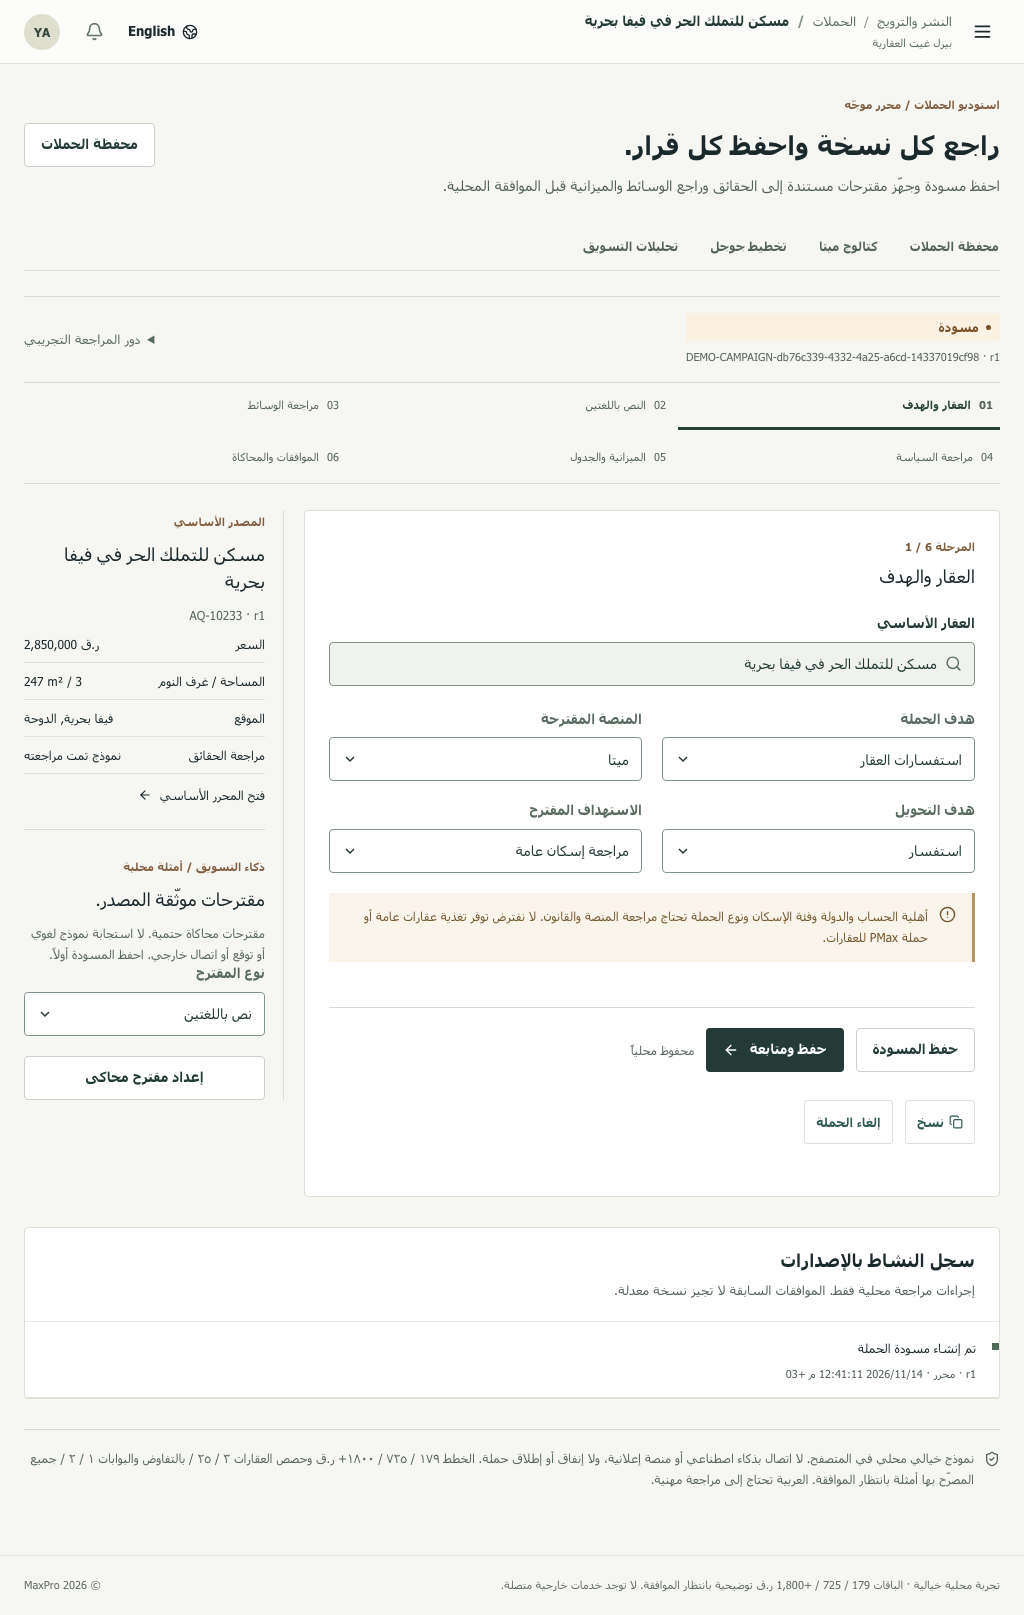 النشر والترويج / الحملات / مسكن للتملك الحر في فيفا بحرية
بيرل غيت العقارية
English
YA
استوديو الحملات / محرر موجّه
راجع كل نسخة واحفظ كل قرار.
محفظة الحملات
احفظ مسودة وجهّز مقترحات مستندة إلى الحقائق وراجع الوسائط والميزانية قبل الموافقة المحلية.
محفظة الحملات
كتالوج ميتا
تخطيط جوجل
تحليلات التسويق
مسودة
DEMO-CAMPAIGN-db76c339-4332-4a25-a6cd-14337019cf98 · r1
دور المراجعة التجريبي
01 العقار والهدف
02 النص باللغتين
03 مراجعة الوسائط
04 مراجعة السياسة
05 الميزانية والجدول
06 الموافقات والمحاكاة
المرحلة 6 / 1
العقار والهدف
العقار الأساسي
مسكن للتملك الحر في فيفا بحرية
هدف الحملة
المنصة المقترحة
استفسارات العقار
ميتا
هدف التحويل
الاستهداف المقترح
استفسار
مراجعة إسكان عامة
أهلية الحساب والدولة وفئة الإسكان ونوع الحملة تحتاج مراجعة المنصة والقانون. لا نفترض توفر تغذية عقارات عامة أو
حملة PMax للعقارات.
حفظ المسودة
حفظ ومتابعة
محفوظ محلياً
نسخ
إلغاء الحملة
المصدر الأساسي
مسكن للتملك الحر في فيفا
بحرية
AQ-10233 · r1
السعر
2,850,000 ر.ق
المساحة / غرف النوم
247 m² / 3
الموقع
فيفا بحرية, الدوحة
مراجعة الحقائق
نموذج تمت مراجعته
فتح المحرر الأساسي
ذكاء التسويق / أمثلة محلية
مقترحات موثّقة المصدر.
مقترحات محاكاة حتمية. لا استجابة نموذج لغوي
أو توقع أو اتصال خارجي. احفظ المسودة أولاً.
نوع المقترح
نص باللغتين
إعداد مقترح محاكى
سجل النشاط بالإصدارات
إجراءات مراجعة محلية فقط. الموافقات السابقة لا تجيز نسخة معدلة.
تم إنشاء مسودة الحملة
r1 · محرر · 2026/11/14 12:41:11 م +03
نموذج خيالي محلي في المتصفح. لا اتصال بذكاء اصطناعي أو منصة إعلانية، ولا إنفاق أو إطلاق حملة. الخطط ١٧٩ / ٧٢٥ / ١٨٠٠+ ر.ق وحصص العقارات ٣ / ٢٥ / بالتفاوض والبوابات ١ / ٢ / جميع
المصرّح بها أمثلة بانتظار الموافقة. العربية تحتاج إلى مراجعة مهنية.
تجربة محلية خيالية · الباقات 179 / 725 / +1,800 ر.ق توضيحية بانتظار الموافقة. لا توجد خدمات خارجية متصلة.
© 2026 MaxPro